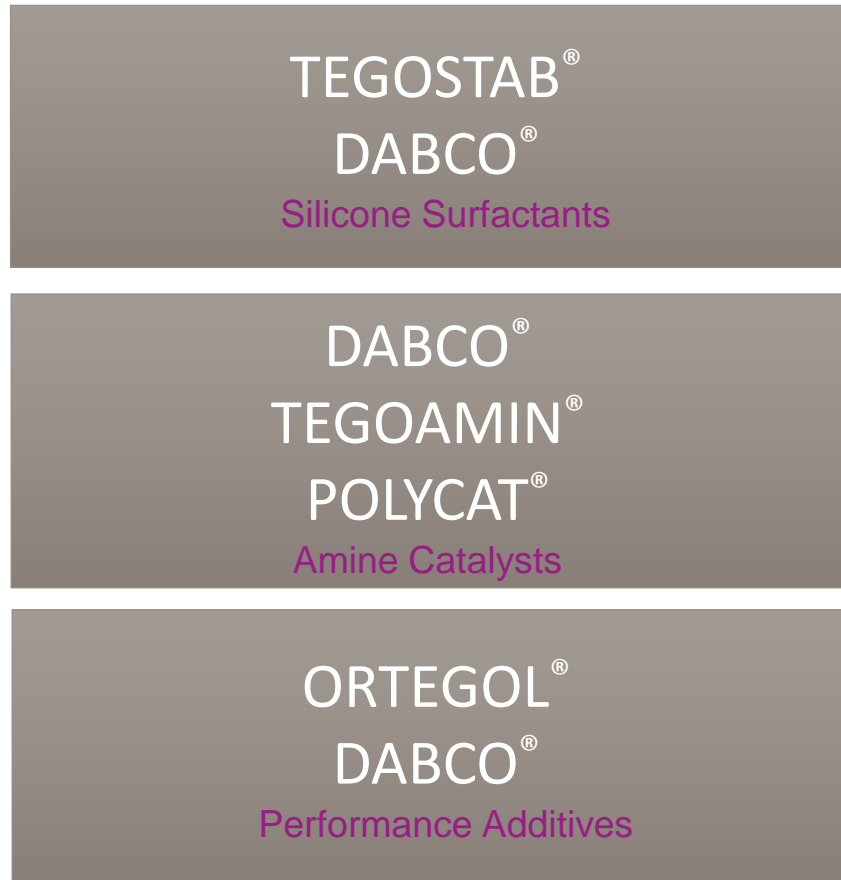 TEGOSTAB®
DABCO®
Silicone Surfactants
DABCO®
TEGOAMIN®
POLYCAT®
Amine Catalysts
ORTEGOL®
DABCO®
Performance Additives